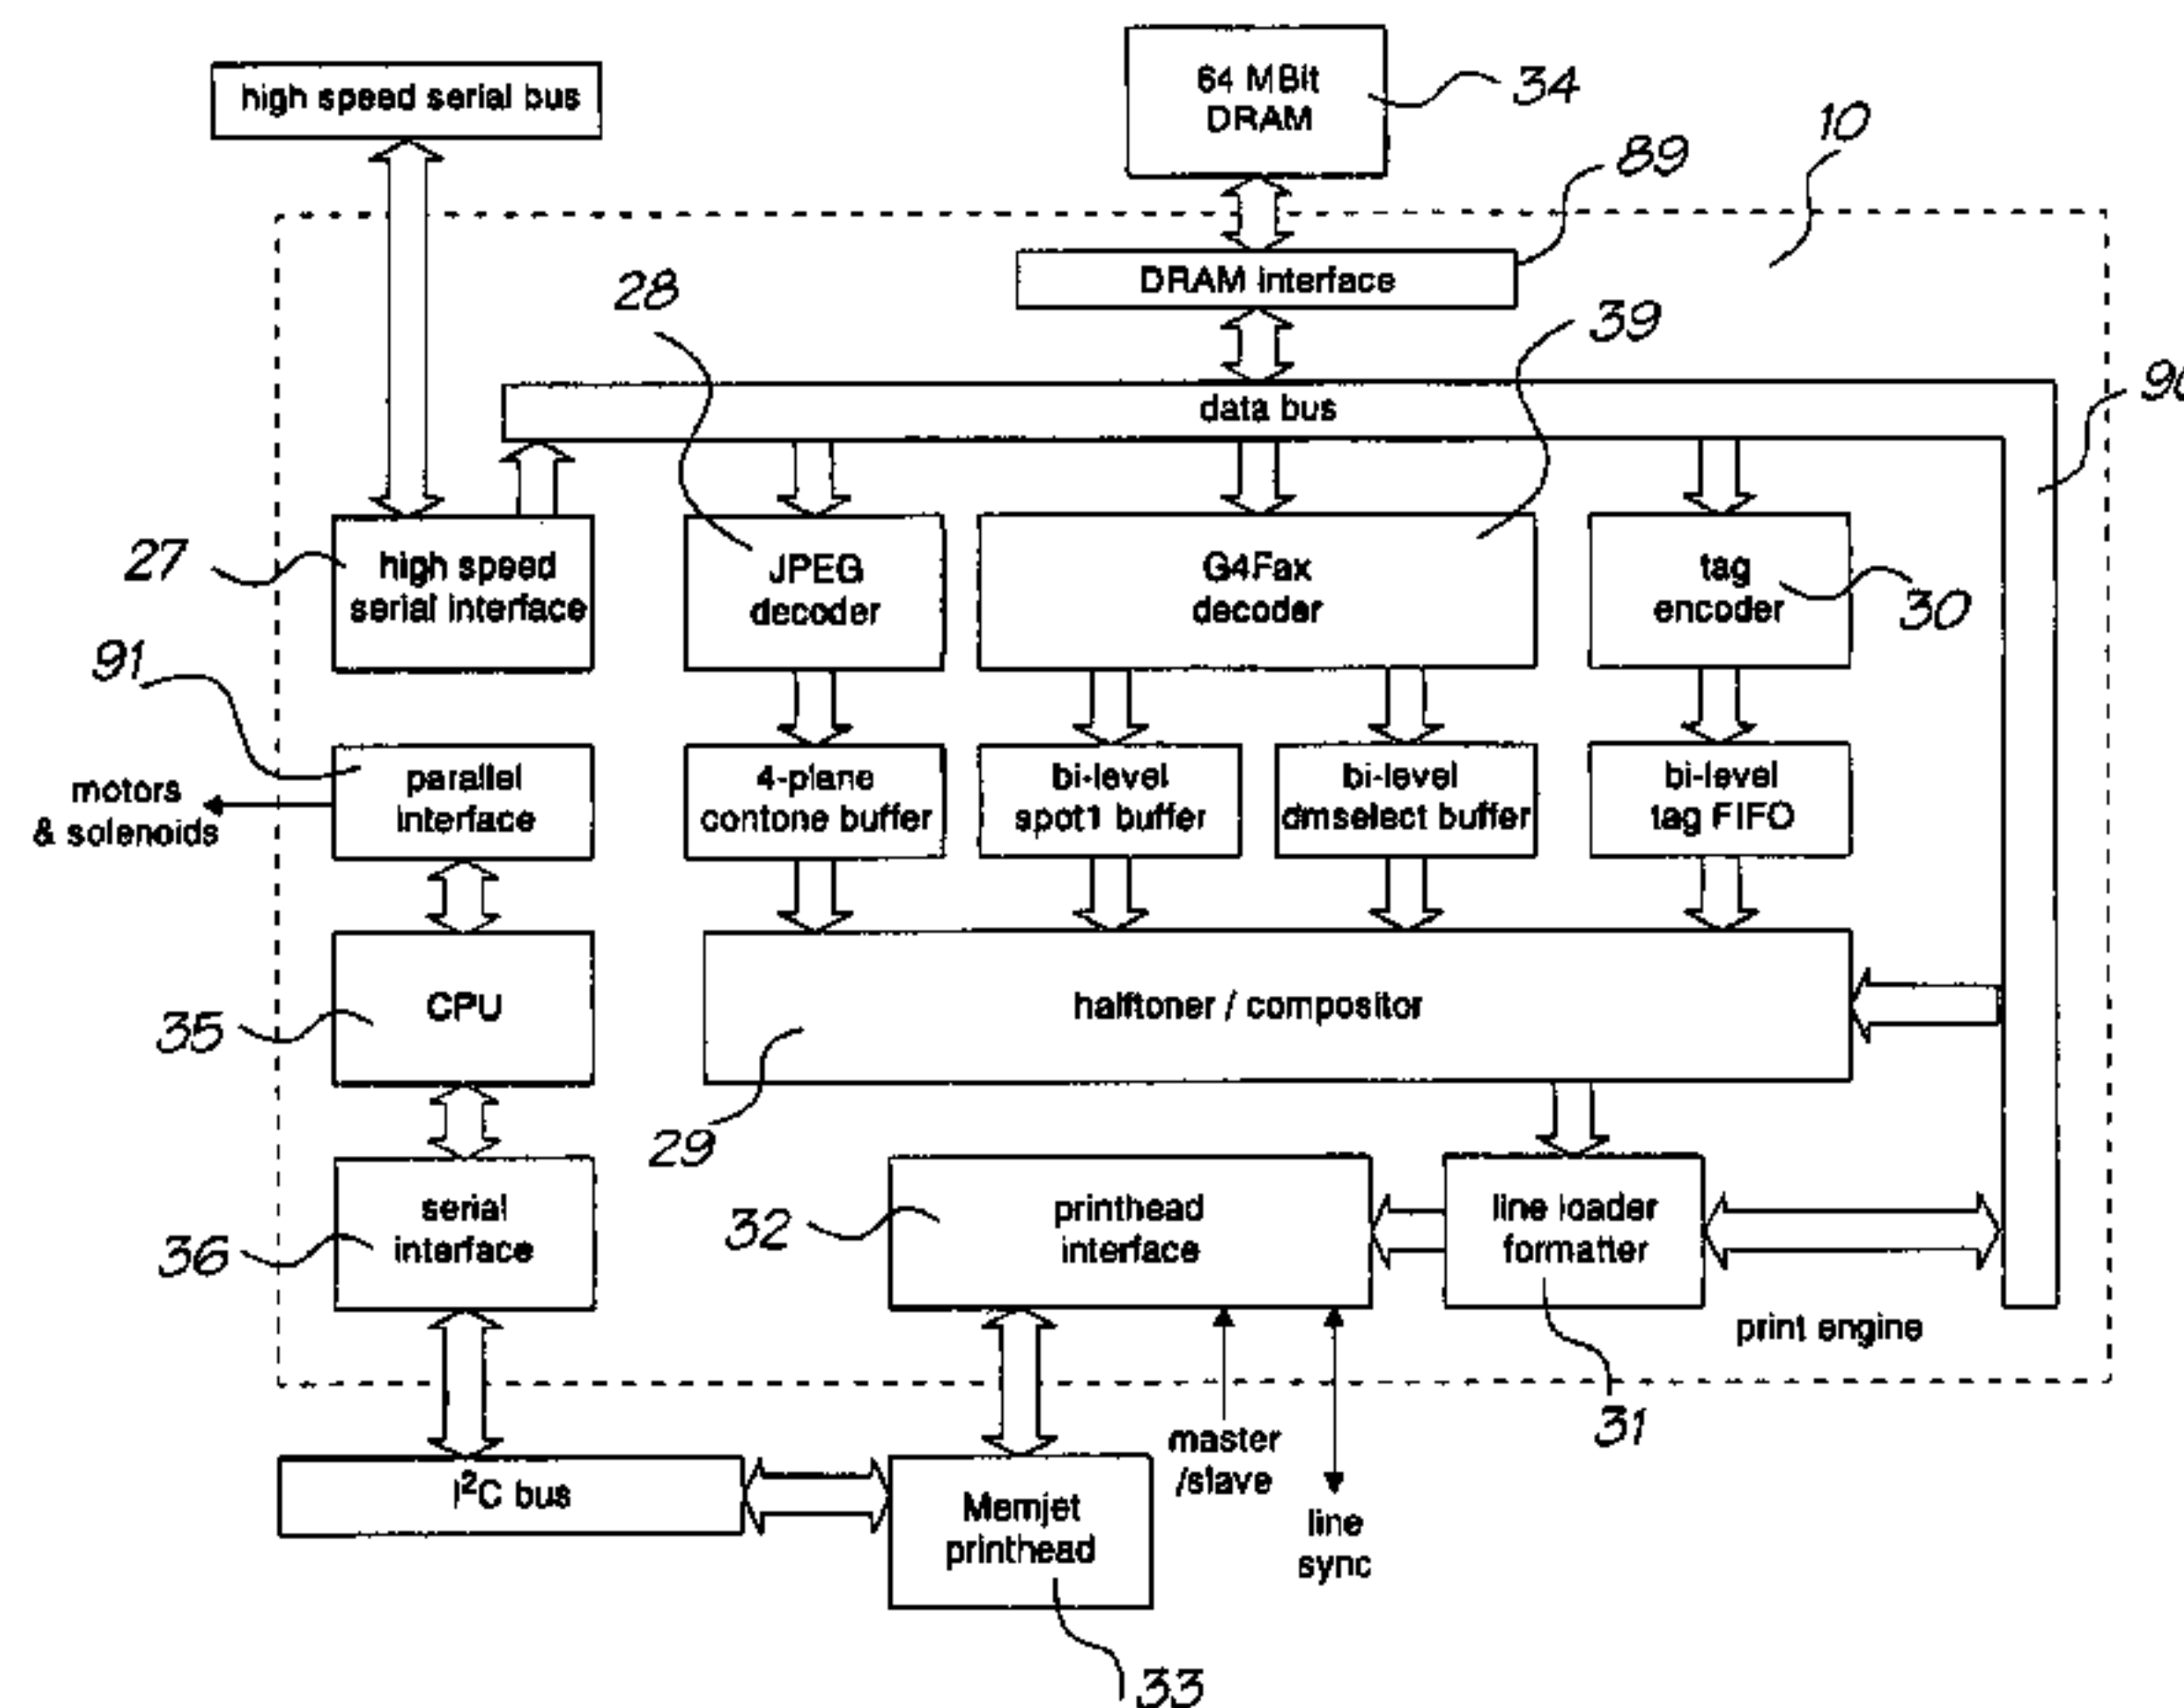 64 MBit
DRAM
34
high speed serial bus
10
89
DRAM interface
28
39
data bus
27
high speed
serial interface
JPEG
decoder
G4Fax
decoder
tag
encoder
30
91
motors
& solenoids
parallel
interface
4-plane
contone buffer
bi-level
spot1 buffer
bi-level
dmselect buffer
bi-level
tag FIFO
35
CPU
halftoner / compositor
29
36
serial
interface
32
printhead
interface
line loader
formatter
print engine
31
master
/slave
line
sync
I²C bus
Memjet
printhead
33